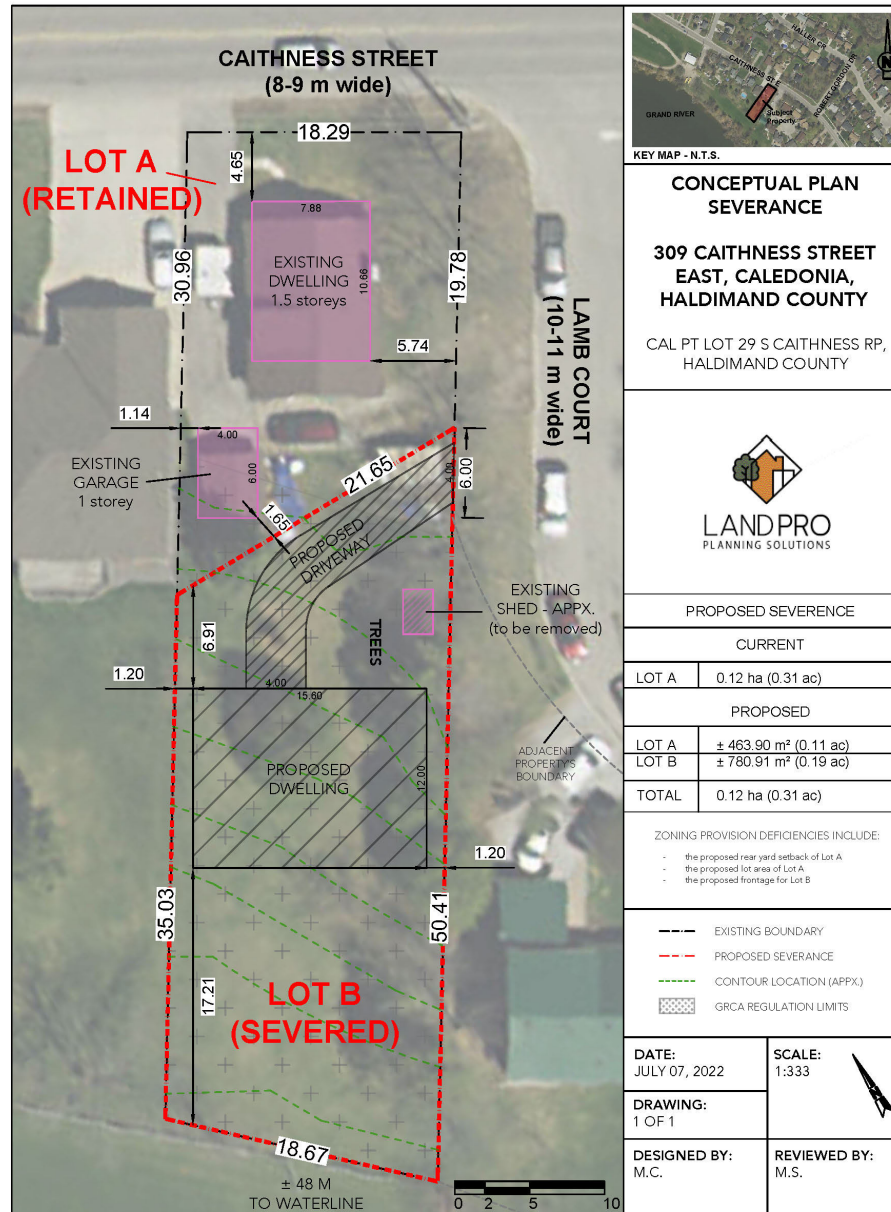 CAITHNESS STREET
(8-9 m wide)
18.29
LOT A
(RETAINED)
4.65
7.88
30.96
EXISTING
DWELLING
1.5 storeys
10.66
19.78
5.74
LAMB COURT
(10-11 m wide)
1.14
4.00
EXISTING
GARAGE
1 storey
6.00
21.65
4.00
6.00
1.65
PROPOSED
DRIVEWAY
EXISTING
SHED - APPX.
(to be removed)
TREES
6.91
1.20
4.00
15.60
PROPOSED
DWELLING
12.00
ADJACENT
PROPERTY'S
BOUNDARY
1.20
35.03
50.41
17.21
LOT B
(SEVERED)
18.67
± 48 M
TO WATERLINE
0 2 5 10
HALLER CR
CAITHNESS ST E
ROBERT GORDON DR
N
GRAND RIVER
Subject
Property
KEY MAP - N.T.S.
CONCEPTUAL PLAN
SEVERANCE
309 CAITHNESS STREET
EAST, CALEDONIA,
HALDIMAND COUNTY
CAL PT LOT 29 S CAITHNESS RP,
HALDIMAND COUNTY
LANDPRO
PLANNING SOLUTIONS
PROPOSED SEVERENCE
CURRENT
LOT A 0.12 ha (0.31 ac)
PROPOSED
LOT A ± 463.90 m² (0.11 ac)
LOT B ± 780.91 m² (0.19 ac)
TOTAL 0.12 ha (0.31 ac)
ZONING PROVISION DEFICIENCIES INCLUDE:
- the proposed rear yard setback of Lot A
- the proposed lot area of Lot A
- the proposed frontage for Lot B
EXISTING BOUNDARY
PROPOSED SEVERANCE
CONTOUR LOCATION (APPX.)
GRCA REGULATION LIMITS
DATE:
JULY 07, 2022
SCALE:
1:333
DRAWING:
1 OF 1
DESIGNED BY:
M.C.
REVIEWED BY:
M.S.